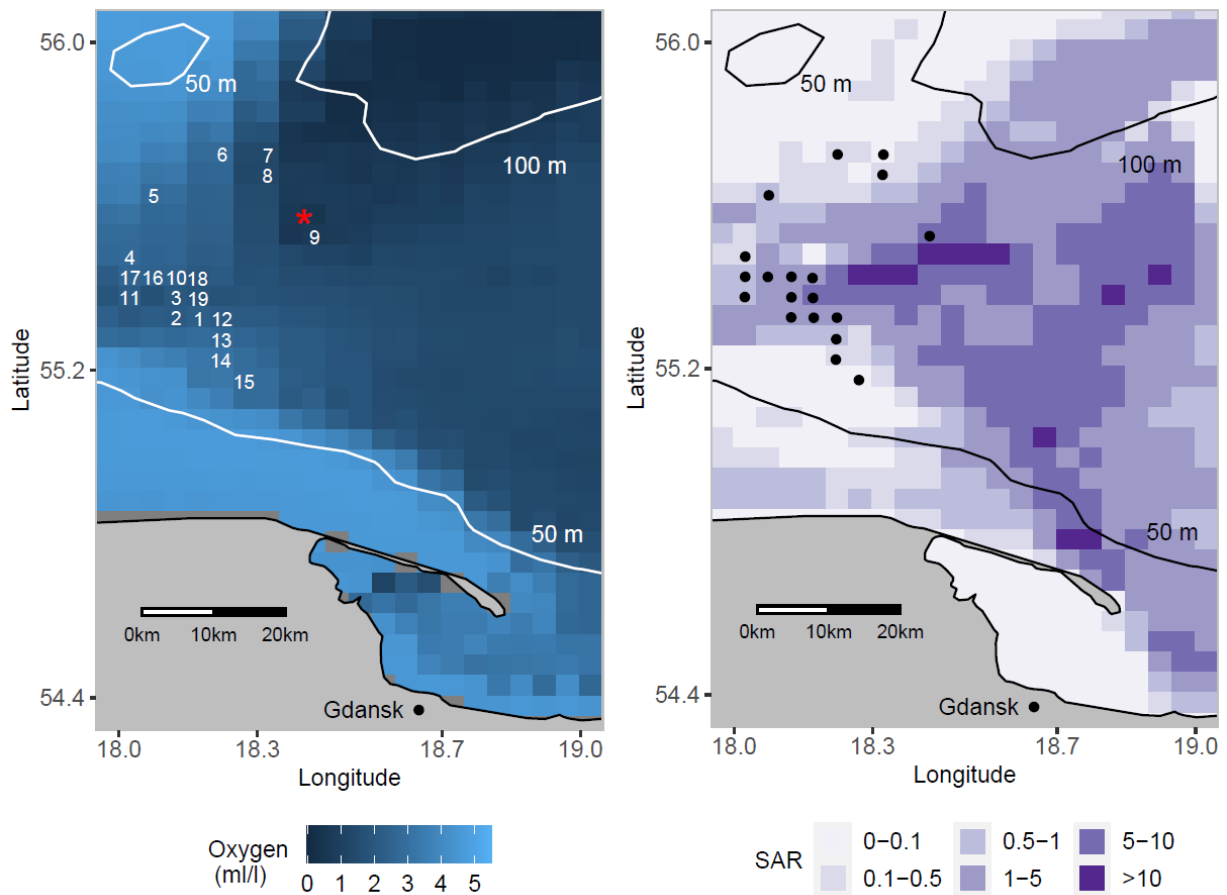 56.0
50 m
100 m
6 7
8
5
*
9
4
17 16 10 18
11 3 19
2 1 12
13
14
15
55.2
Latitude
50 m
0km 10km 20km
54.4
Gdansk
18.0 18.3 18.7 19.0
Longitude
Oxygen
(ml/l)
0 1 2 3 4 5
56.0
50 m
100 m
55.2
Latitude
50 m
0km 10km 20km
54.4
Gdansk
18.0 18.3 18.7 19.0
Longitude
SAR
0−0.1 0.5−1 5−10
0.1−0.5 1−5 >10